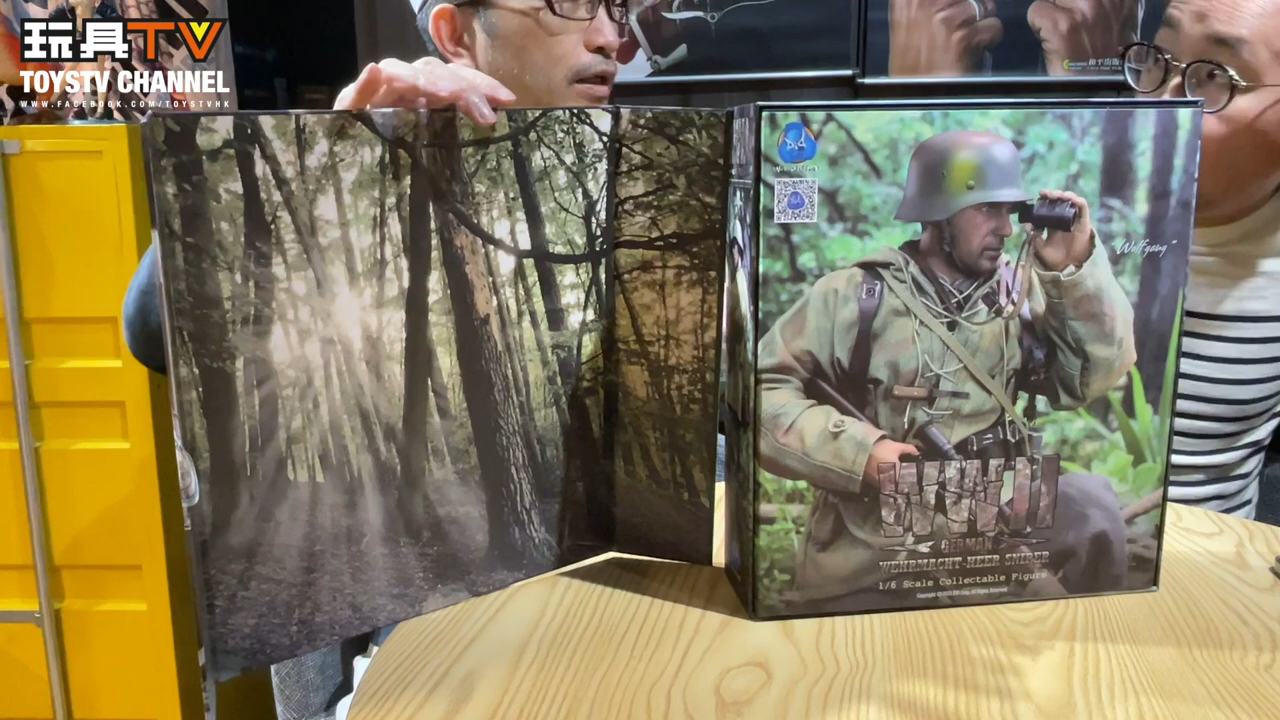 玩具TV
TOYSTV CHANNEL
WWW.FACEBOOK.COM/TOYSTVHK
"Wolfgang"
WWII
GERMAN
WEHRMACHT-HEER SNIPER
1/6 Scale Collectable Figure